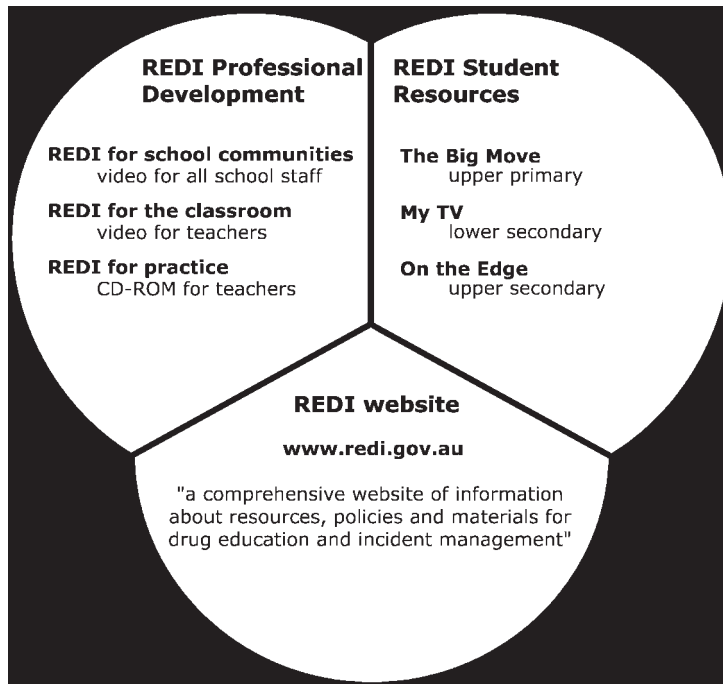 REDI Professional
Development
REDI for school communities
video for all school staff
REDI for the classroom
video for teachers
REDI for practice
CD-ROM for teachers
REDI Student
Resources
The Big Move
upper primary
My TV
lower secondary
On the Edge
upper secondary
REDI website
www.redi.gov.au
"a comprehensive website of information
about resources, policies and materials for
drug education and incident management"